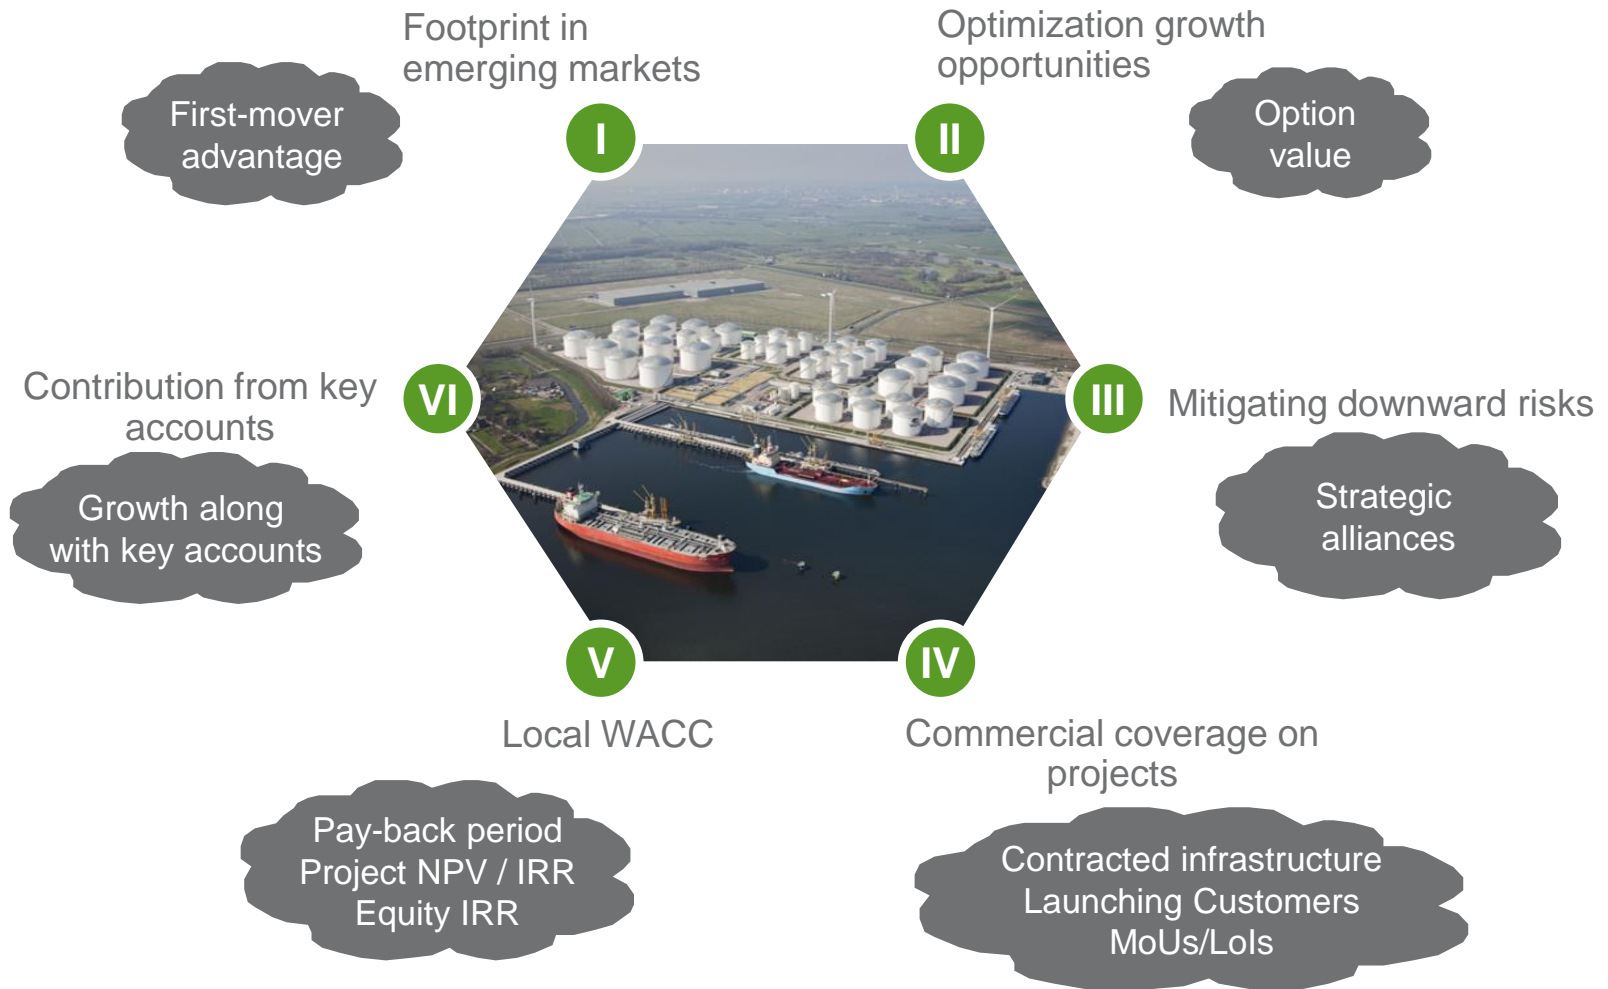 Footprint in
emerging markets
I
First-mover
advantage
Optimization growth
opportunities
II
Option
value
III
Mitigating downward risks
Strategic
alliances
IV
Commercial coverage on
projects
Contracted infrastructure
Launching Customers
MoUs/LoIs
V
Local WACC
Pay-back period
Project NPV / IRR
Equity IRR
VI
Contribution from key
accounts
Growth along
with key accounts